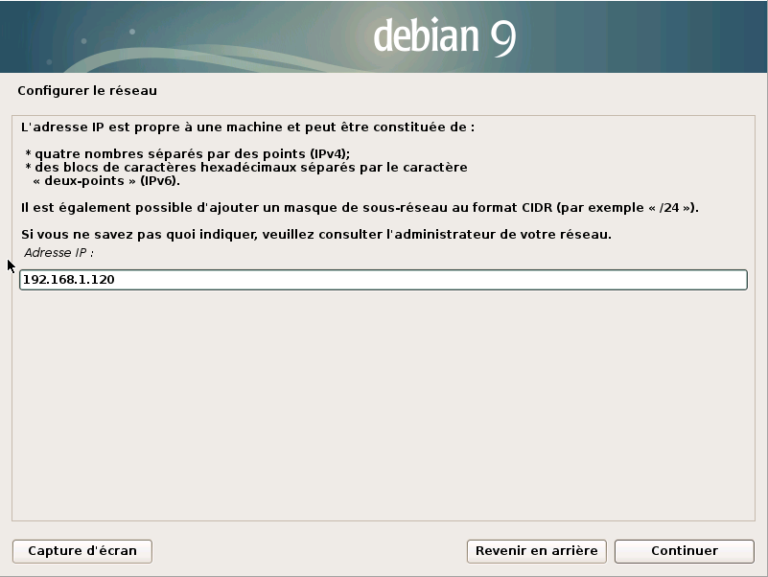 debian 9
Configurer le réseau
L'adresse IP est propre à une machine et peut être constituée de :
* quatre nombres séparés par des points (IPv4);
* des blocs de caractères hexadécimaux séparés par le caractère
« deux-points » (IPv6).
Il est également possible d'ajouter un masque de sous-réseau au format CIDR (par exemple « /24 »).
Si vous ne savez pas quoi indiquer, veuillez consulter l'administrateur de votre réseau.
Adresse IP :
192.168.1.120
Capture d'écran Revenir en arrière Continuer